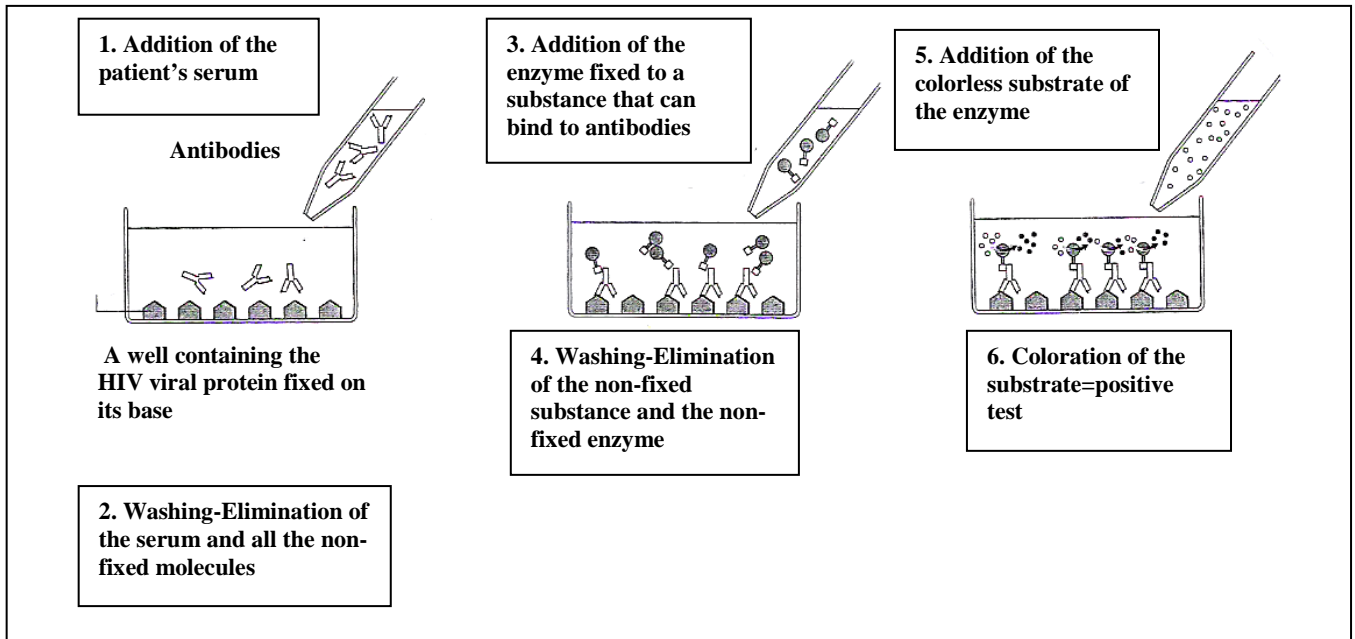 1. Addition of the
patient's serum
Antibodies
A well containing the
HIV viral protein fixed on
its base
2. Washing-Elimination of
the serum and all the non-
fixed molecules
3. Addition of the
enzyme fixed to a
substance that can
bind to antibodies
4. Washing-Elimination
of the non-fixed
substance and the non-
fixed enzyme
5. Addition of the
colorless substrate of
the enzyme
6. Coloration of the
substrate=positive
test